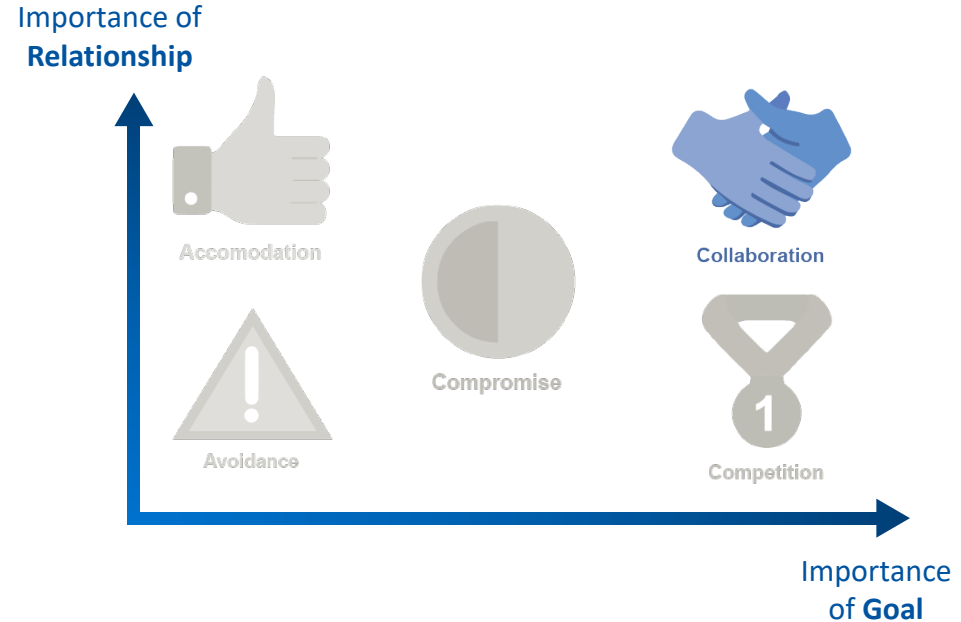 Importance of
Relationship
Accomodation
Collaboration
Compromise
Avoidance
1
Competition
Importance
of Goal